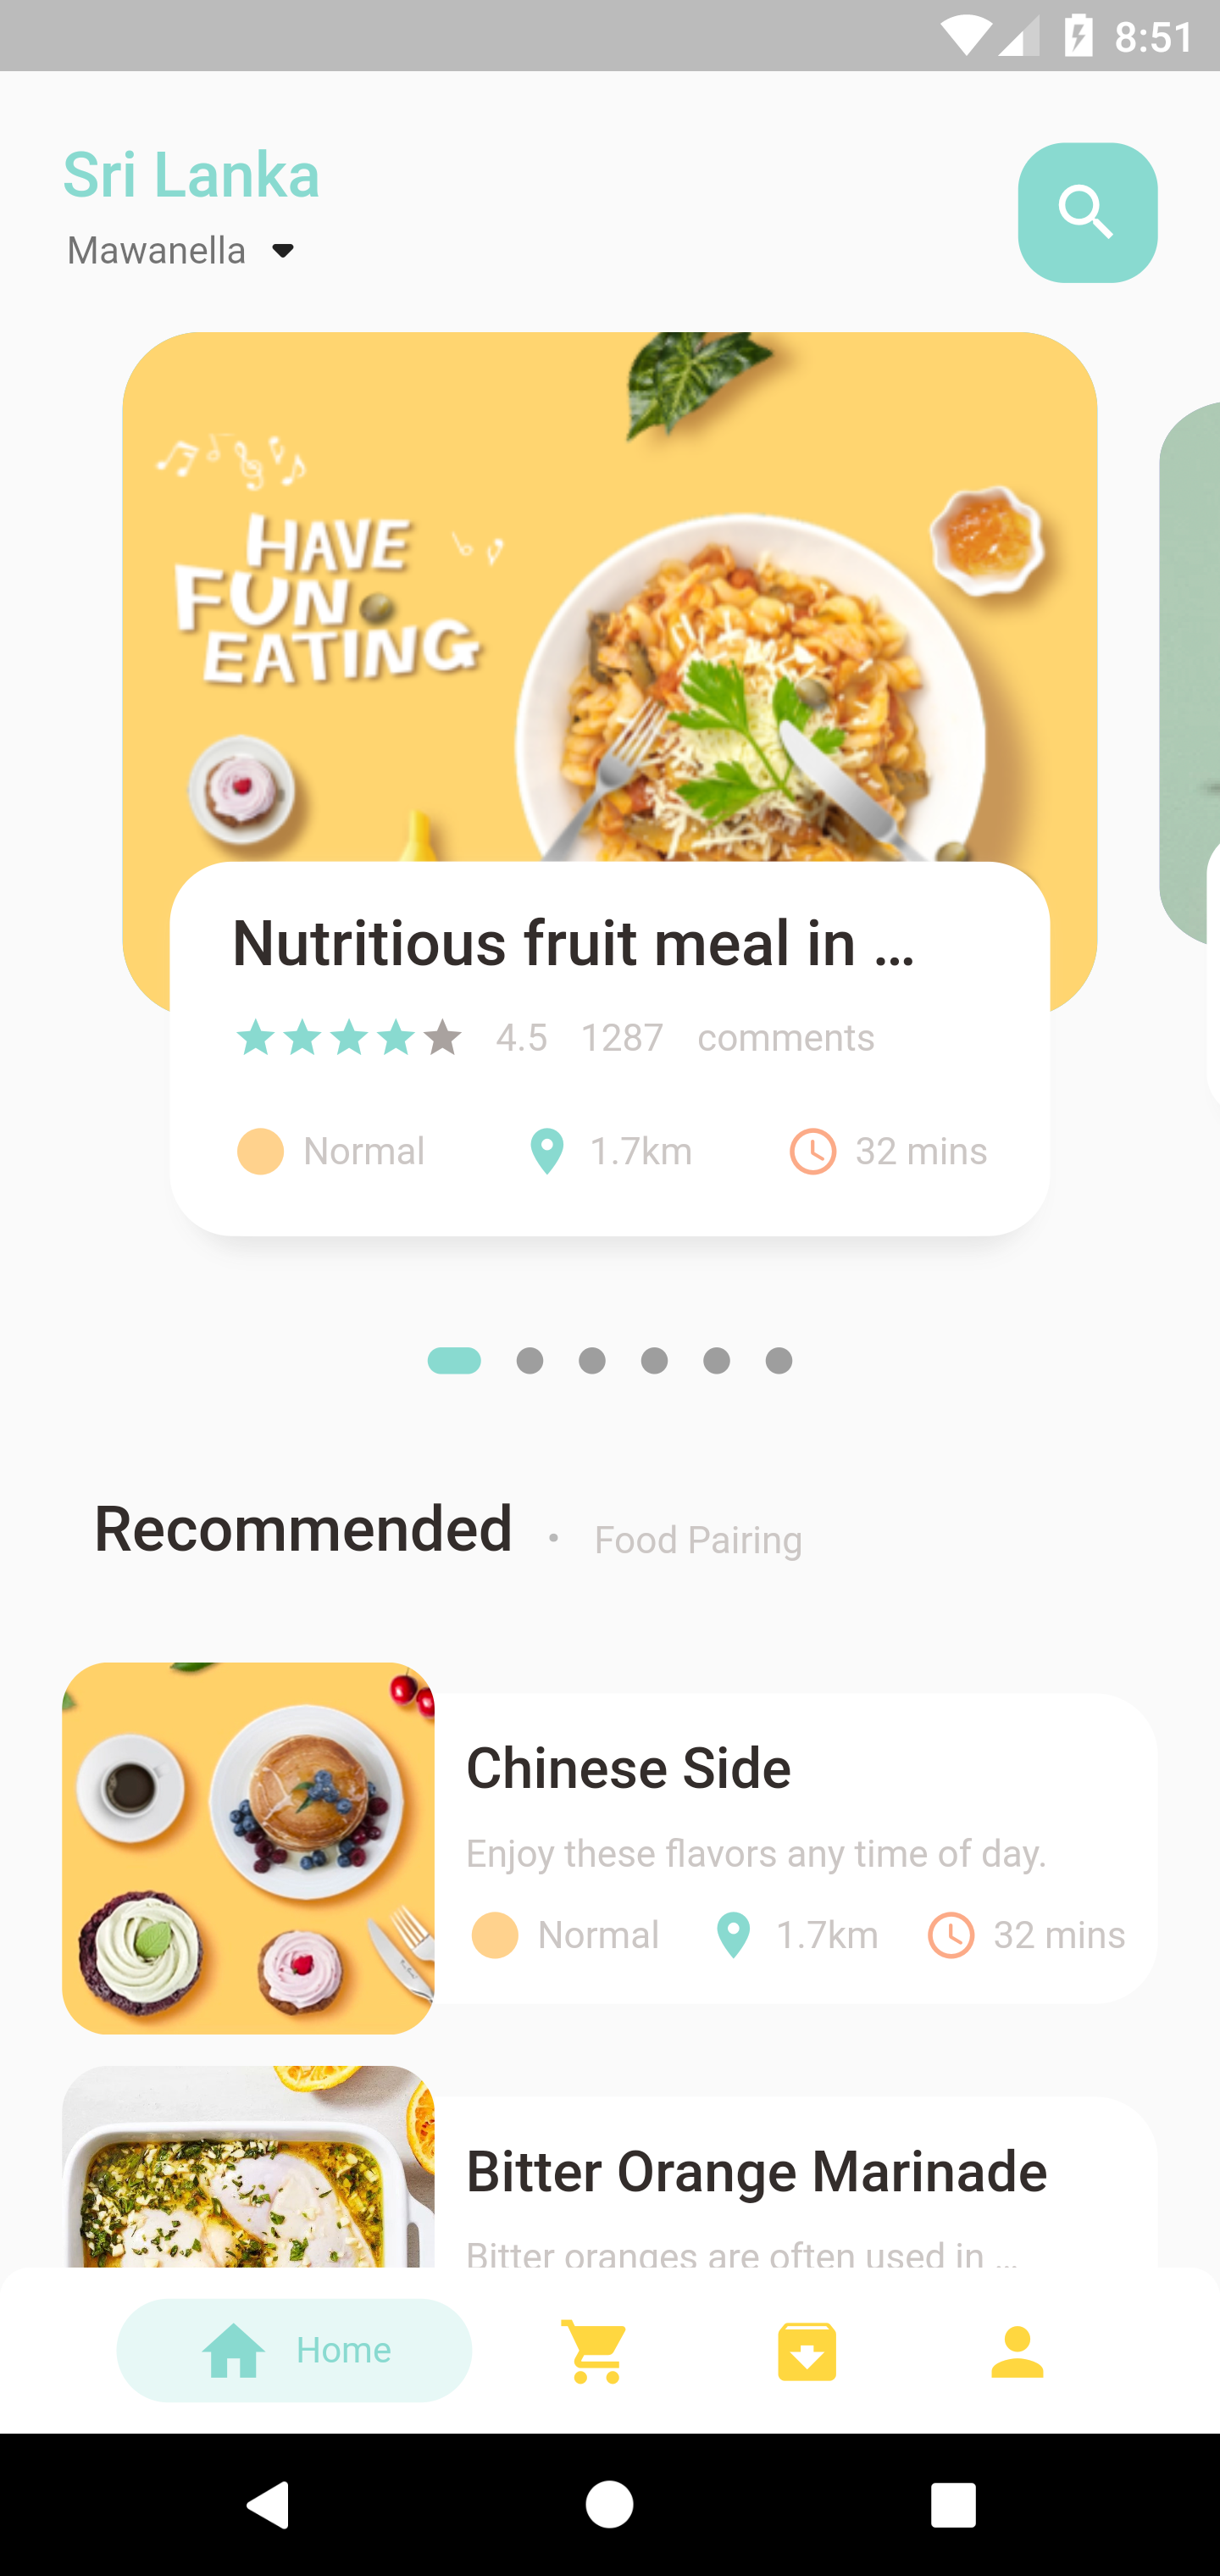 8:51
Sri Lanka
Mawanella
HAVE
FUN
EATING
Nutritious fruit meal in ...
4.5 1287 comments
Normal 1.7km 32 mins
Recommended • Food Pairing
Chinese Side
Enjoy these flavors any time of day.
Normal 1.7km 32 mins
Bitter Orange Marinade
Bitter oranges are often used in ...
Home